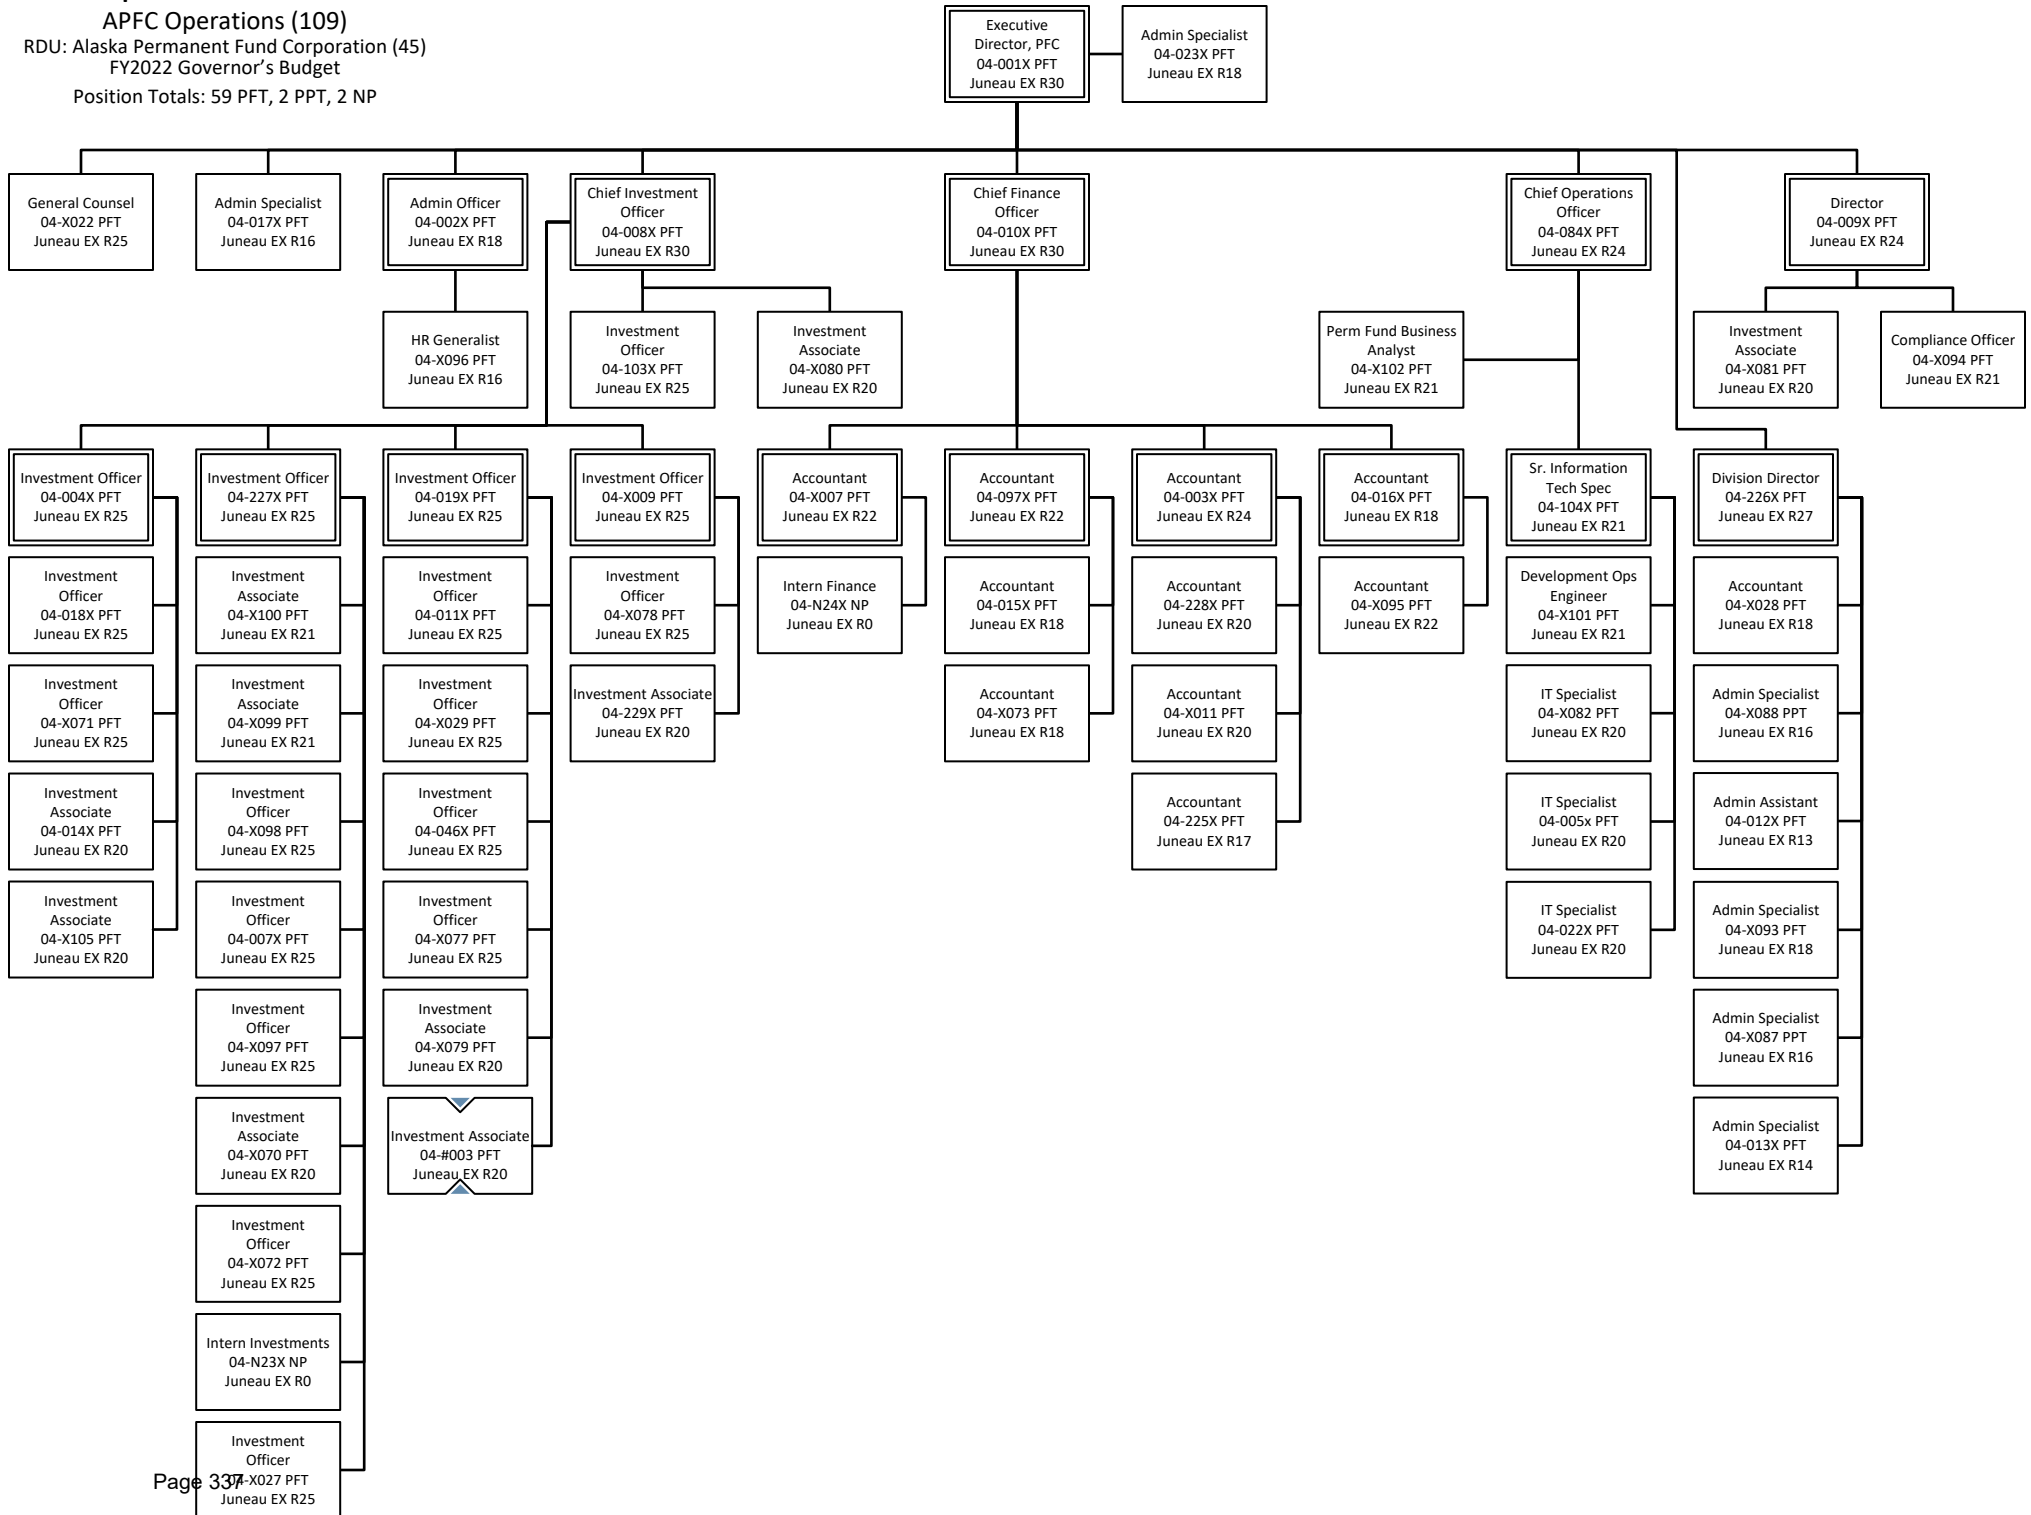 APFC Operations (109)
RDU: Alaska Permanent Fund Corporation (45)
FY2022 Governor's Budget
Position Totals: 59 PFT, 2 PPT, 2 NP
Executive
Director, PFC
04-001X PFT
Juneau EX R30
Admin Specialist
04-023X PFT
Juneau EX R18
General Counsel
04-X022 PFT
Juneau EX R25
Admin Specialist
04-017X PFT
Juneau EX R16
Admin Officer
04-002X PFT
Juneau EX R18
Chief Investment
Officer
04-008X PFT
Juneau EX R30
Chief Finance
Officer
04-010X PFT
Juneau EX R30
Chief Operations
Officer
04-084X PFT
Juneau EX R24
Director
04-009X PFT
Juneau EX R24
HR Generalist
04-X096 PFT
Juneau EX R16
Investment
Officer
04-103X PFT
Juneau EX R25
Investment
Associate
04-X080 PFT
Juneau EX R20
Perm Fund Business
Analyst
04-X102 PFT
Juneau EX R21
Investment
Associate
04-X081 PFT
Juneau EX R20
Compliance Officer
04-X094 PFT
Juneau EX R21
Investment Officer
04-004X PFT
Juneau EX R25
Investment Officer
04-227X PFT
Juneau EX R25
Investment Officer
04-019X PFT
Juneau EX R25
Investment Officer
04-X009 PFT
Juneau EX R25
Accountant
04-X007 PFT
Juneau EX R22
Accountant
04-097X PFT
Juneau EX R22
Accountant
04-003X PFT
Juneau EX R24
Accountant
04-016X PFT
Juneau EX R18
Sr. Information
Tech Spec
04-104X PFT
Juneau EX R21
Division Director
04-226X PFT
Juneau EX R27
Investment
Officer
04-018X PFT
Juneau EX R25
Investment
Associate
04-X100 PFT
Juneau EX R21
Investment
Officer
04-011X PFT
Juneau EX R25
Investment
Officer
04-X078 PFT
Juneau EX R25
Intern Finance
04-N24X NP
Juneau EX R0
Accountant
04-015X PFT
Juneau EX R18
Accountant
04-228X PFT
Juneau EX R20
Accountant
04-X095 PFT
Juneau EX R22
Development Ops
Engineer
04-X101 PFT
Juneau EX R21
Accountant
04-X028 PFT
Juneau EX R18
Investment
Officer
04-X071 PFT
Juneau EX R25
Investment
Associate
04-X099 PFT
Juneau EX R21
Investment
Officer
04-X029 PFT
Juneau EX R25
Investment Associate
04-229X PFT
Juneau EX R20
Accountant
04-X073 PFT
Juneau EX R18
Accountant
04-X011 PFT
Juneau EX R20
IT Specialist
04-X082 PFT
Juneau EX R20
Admin Specialist
04-X088 PPT
Juneau EX R16
Investment
Associate
04-014X PFT
Juneau EX R20
Investment
Officer
04-X098 PFT
Juneau EX R25
Investment
Officer
04-046X PFT
Juneau EX R25
Accountant
04-225X PFT
Juneau EX R17
IT Specialist
04-005x PFT
Juneau EX R20
Admin Assistant
04-012X PFT
Juneau EX R13
Investment
Associate
04-X105 PFT
Juneau EX R20
Investment
Officer
04-007X PFT
Juneau EX R25
Investment
Officer
04-X077 PFT
Juneau EX R25
IT Specialist
04-022X PFT
Juneau EX R20
Admin Specialist
04-X093 PFT
Juneau EX R18
Investment
Officer
04-X097 PFT
Juneau EX R25
Investment
Associate
04-X079 PFT
Juneau EX R20
Admin Specialist
04-X087 PPT
Juneau EX R16
Investment
Associate
04-X070 PFT
Juneau EX R20
Investment Associate
04-#003 PFT
Juneau EX R20
Admin Specialist
04-013X PFT
Juneau EX R14
Investment
Officer
04-X072 PFT
Juneau EX R25
Intern Investments
04-N23X NP
Juneau EX R0
Investment
Officer
04-X027 PFT
Juneau EX R25
Page 337